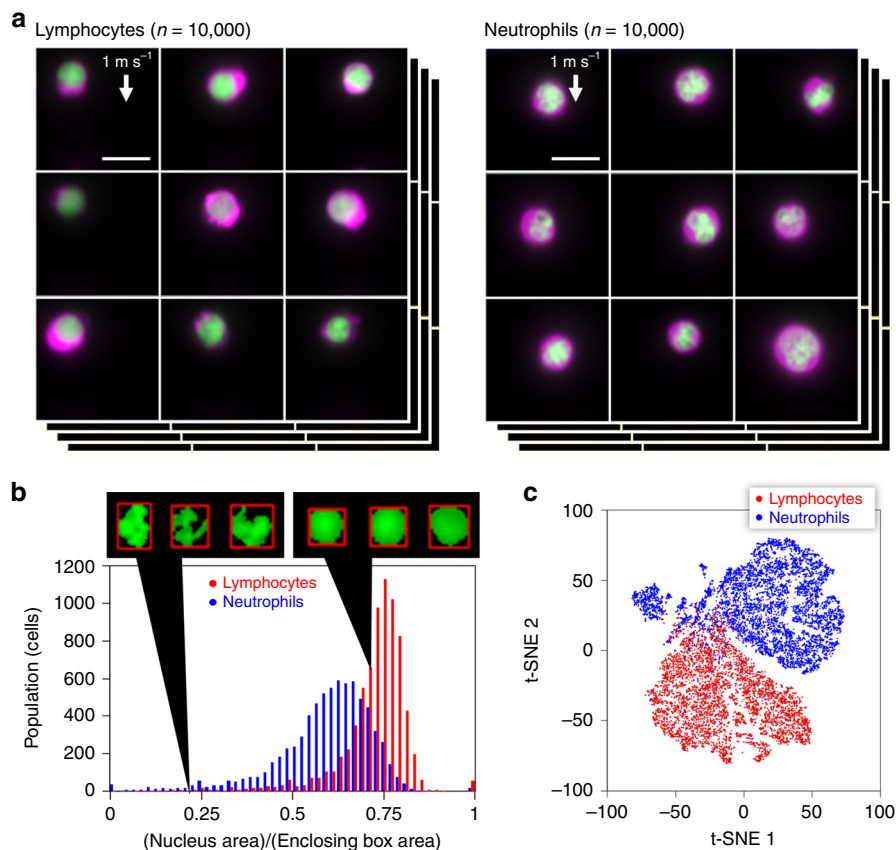 a
Lymphocytes (n = 10,000)
Neutrophils (n = 10,000)
1 m s⁻¹
1 m s⁻¹
b
1200
1000
800
600
400
200
0
Population (cells)
Lymphocytes
Neutrophils
0
0.25
0.5
0.75
1
(Nucleus area)/(Enclosing box area)
c
Lymphocytes
Neutrophils
100
50
0
−50
−100
t-SNE 2
−100
−50
0
50
100
t-SNE 1